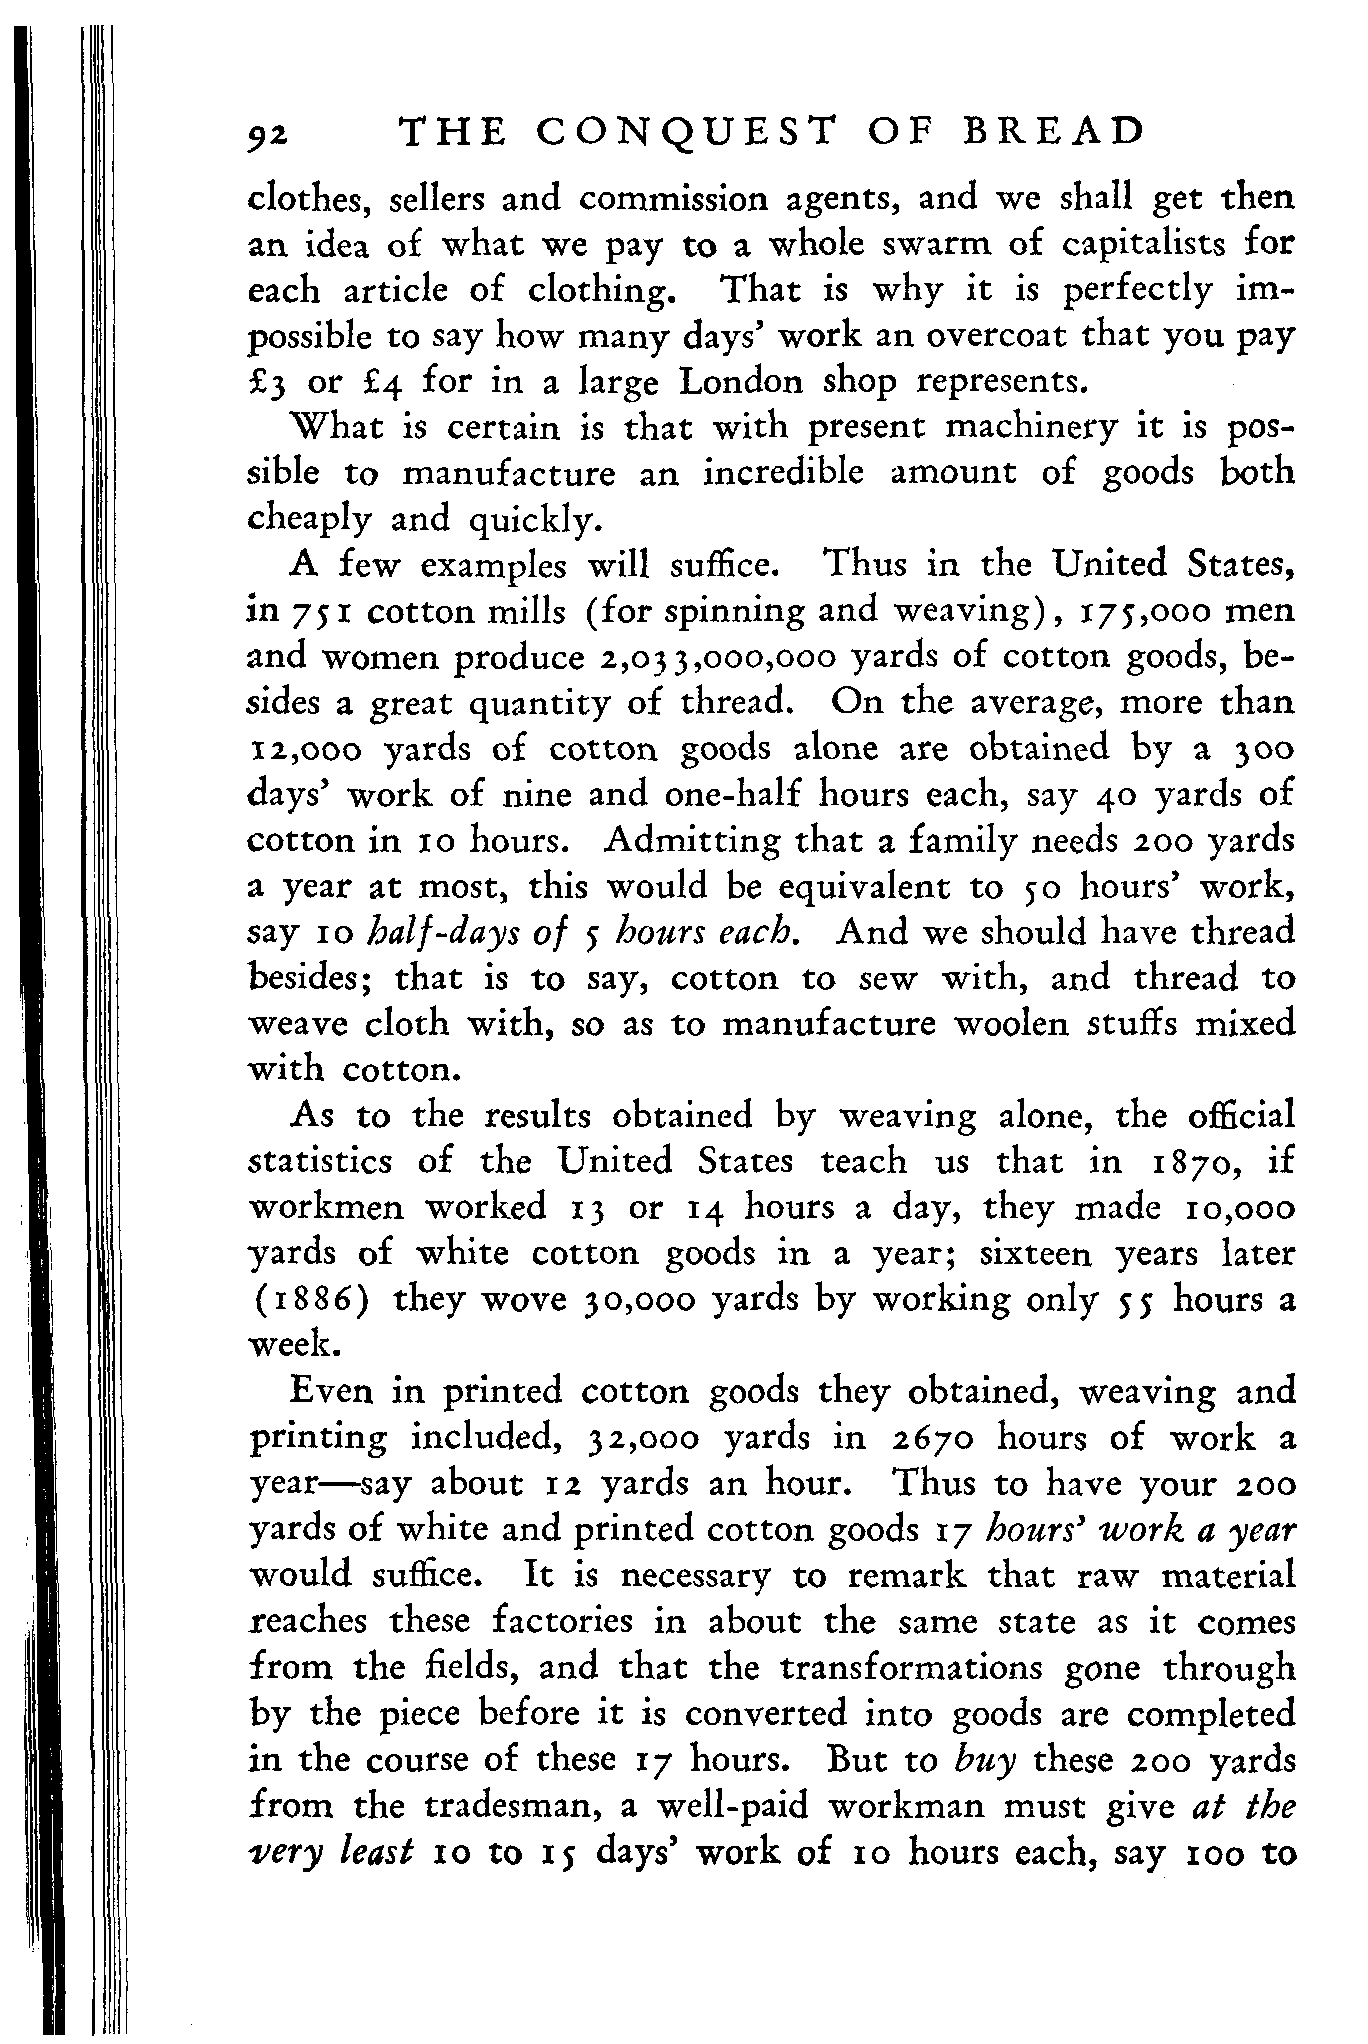 92 THE CONQUEST OF BREAD
clothes, sellers and commission agents, and we shall get then
an idea of what we pay to a whole swarm of capitalists for
each article of clothing. That is why it is perfectly im-
possible to say how many days' work an overcoat that you pay
£3 or £4 for in a large London shop represents.
What is certain is that with present machinery it is pos-
sible to manufacture an incredible amount of goods both
cheaply and quickly.
A few examples will suffice. Thus in the United States,
in 751 cotton mills (for spinning and weaving), 175,000 men
and women produce 2,033,000,000 yards of cotton goods, be-
sides a great quantity of thread. On the average, more than
12,000 yards of cotton goods alone are obtained by a 300
days' work of nine and one-half hours each, say 40 yards of
cotton in 10 hours. Admitting that a family needs 200 yards
a year at most, this would be equivalent to 50 hours' work,
say 10 half-days of 5 hours each. And we should have thread
besides; that is to say, cotton to sew with, and thread to
weave cloth with, so as to manufacture woolen stuffs mixed
with cotton.
As to the results obtained by weaving alone, the official
statistics of the United States teach us that in 1870, if
workmen worked 13 or 14 hours a day, they made 10,000
yards of white cotton goods in a year; sixteen years later
(1886) they wove 30,000 yards by working only 55 hours a
week.
Even in printed cotton goods they obtained, weaving and
printing included, 32,000 yards in 2670 hours of work a
year—say about 12 yards an hour. Thus to have your 200
yards of white and printed cotton goods 17 hours' work a year
would suffice. It is necessary to remark that raw material
reaches these factories in about the same state as it comes
from the fields, and that the transformations gone through
by the piece before it is converted into goods are completed
in the course of these 17 hours. But to buy these 200 yards
from the tradesman, a well-paid workman must give at the
very least 10 to 15 days' work of 10 hours each, say 100 to